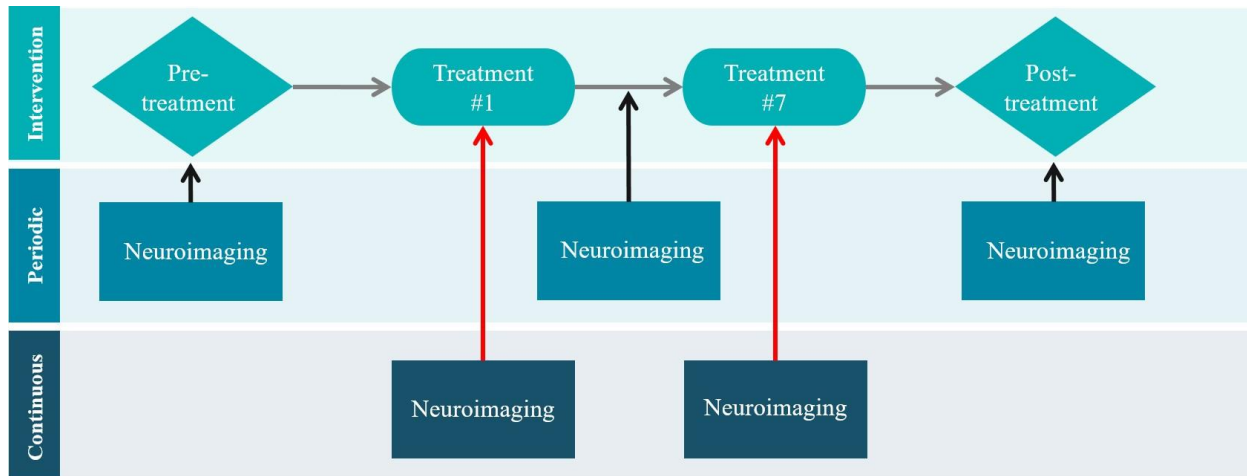 Intervention
Pre-
treatment
Treatment
#1
Treatment
#7
Post-
treatment
Periodic
Neuroimaging
Neuroimaging
Neuroimaging
Continuous
Neuroimaging
Neuroimaging